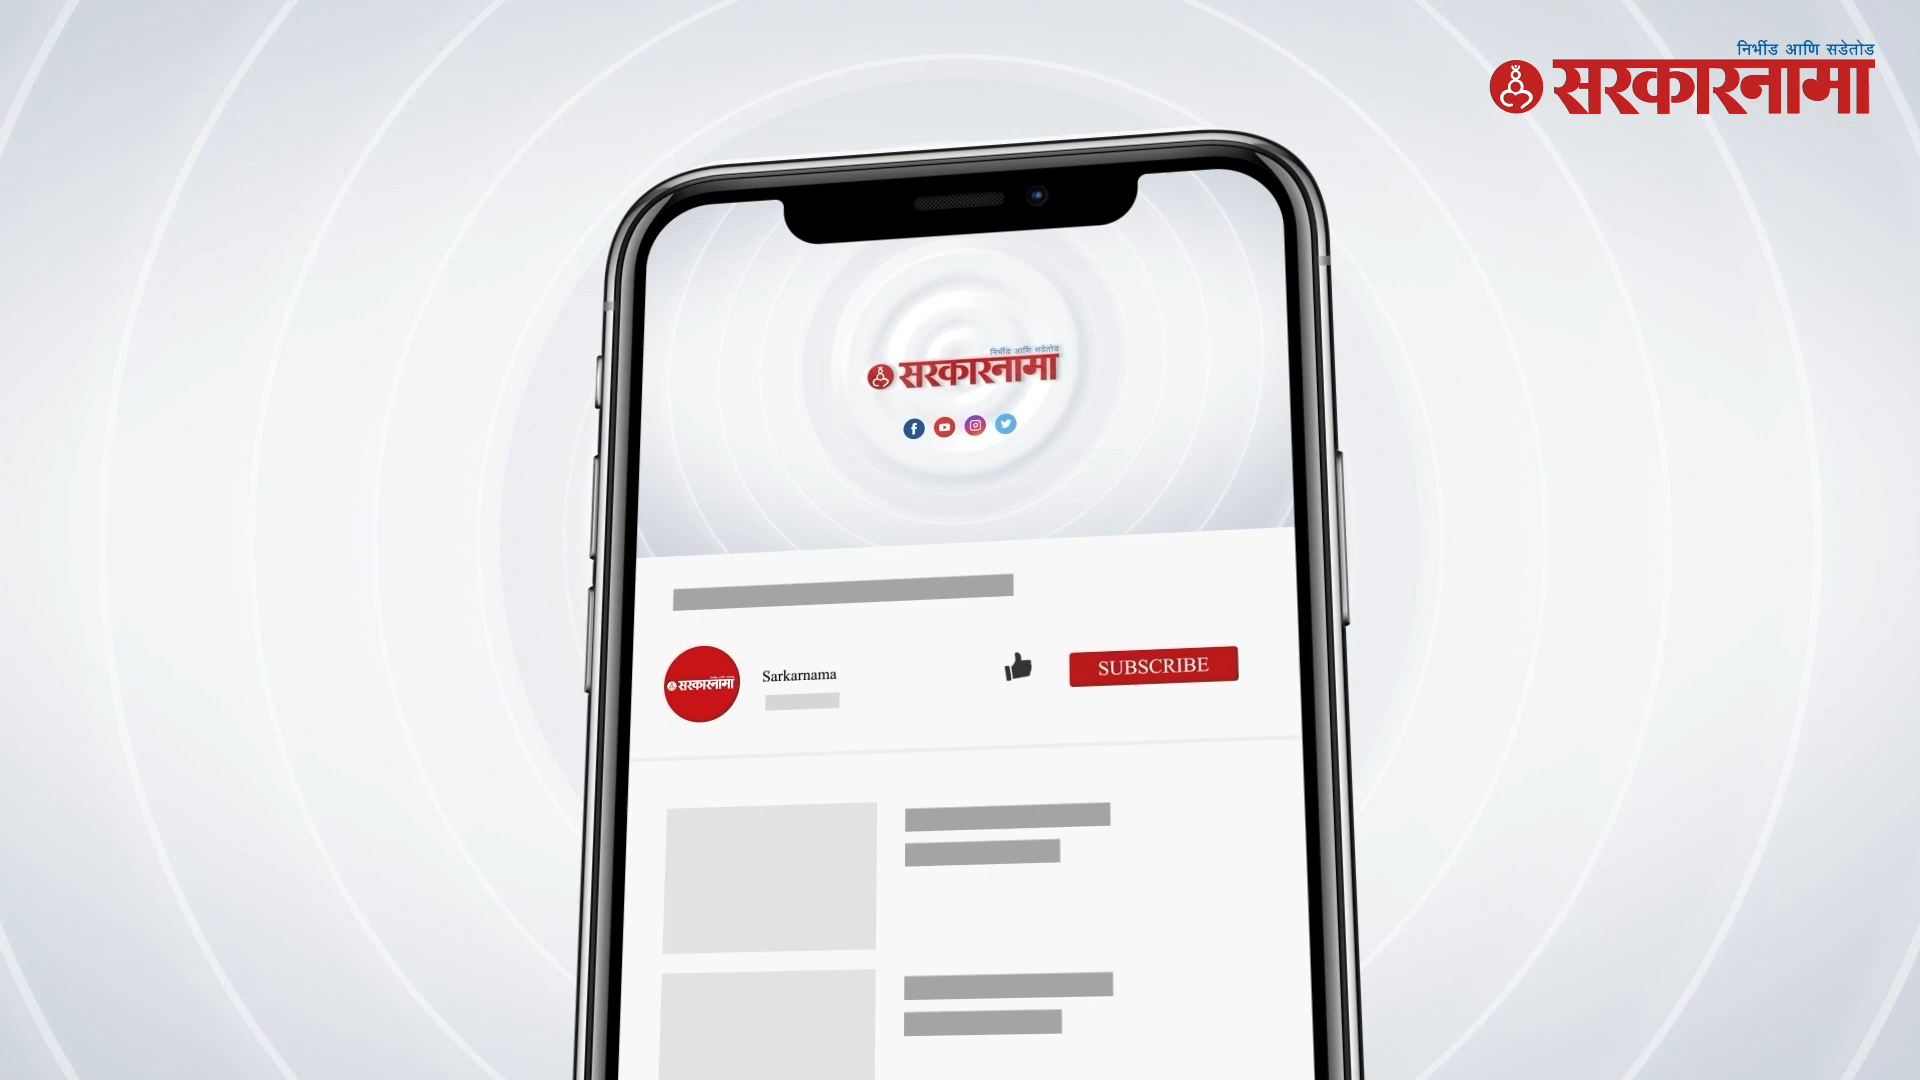 निर्भीड आणि सडेतोड
सरकारनामा
निर्भीड आणि सडेतोड
सरकारनामा
सरकारनामा
Sarkarnama
SUBSCRIBE